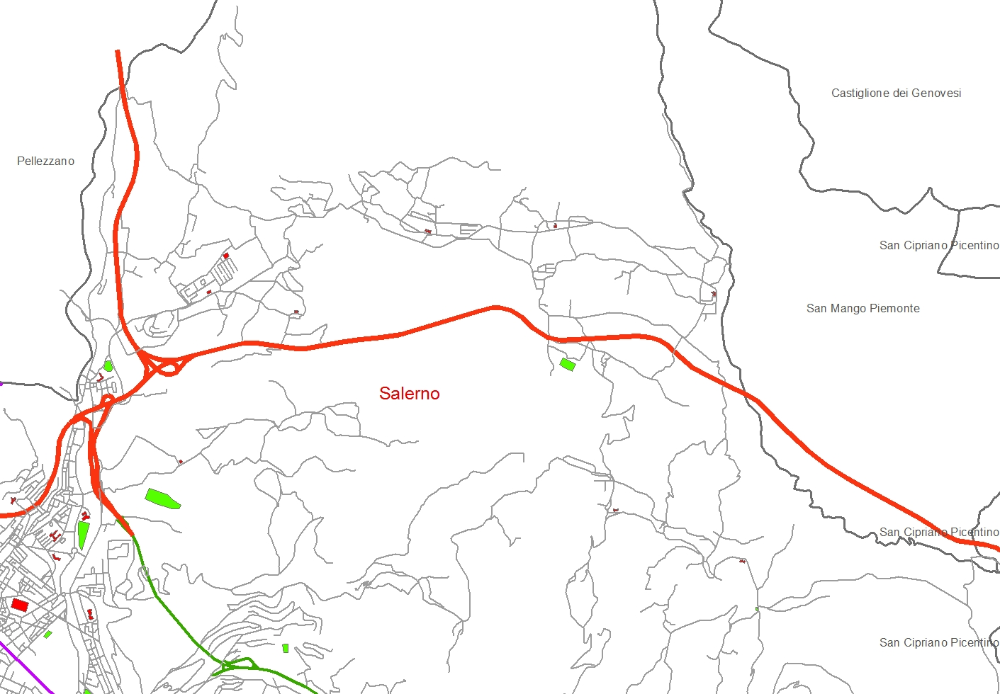 Castiglione dei Genovesi
Pellezzano
San Cipriano Picentino
San Mango Piemonte
Salerno
San Cipriano Picentino
San Cipriano Picentino